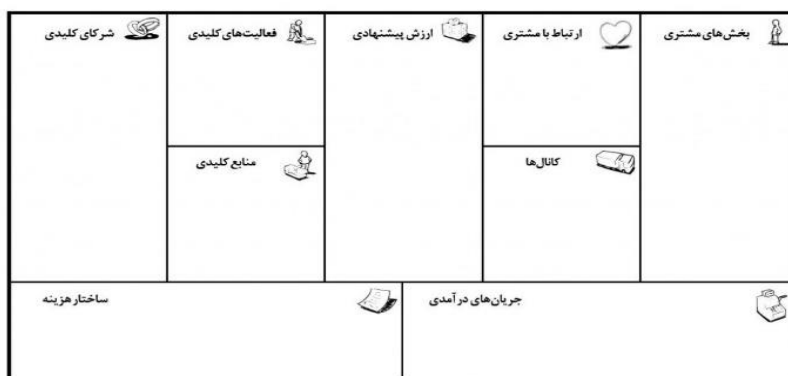 بخش‌های مشتری
ارتباط با مشتری
ارزش پیشنهادی
فعالیت‌های کلیدی
شرکای کلیدی
کانال‌ها
منابع کلیدی
جریان‌های درآمدی
ساختار هزینه